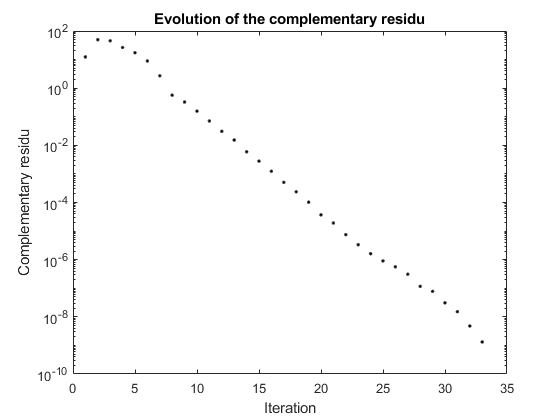 Evolution of the complementary residu
10^2
10^0
10^-2
10^-4
10^-6
10^-8
10^-10
Complementary residu
0 5 10 15 20 25 30 35
Iteration